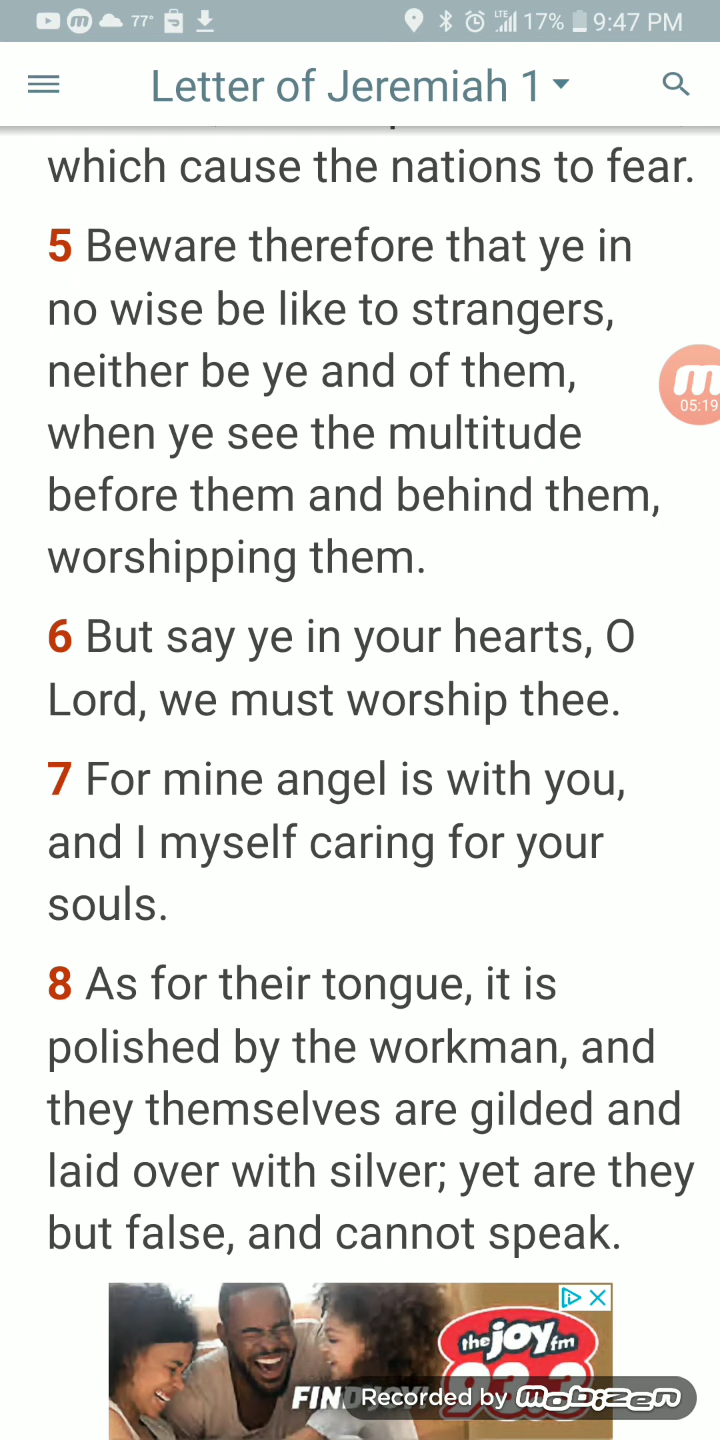 77° LTE 17% 9:47 PM
Letter of Jeremiah 1
which cause the nations to fear.
5 Beware therefore that ye in
no wise be like to strangers,
neither be ye and of them,
when ye see the multitude
before them and behind them,
worshipping them.
6 But say ye in your hearts, O
Lord, we must worship thee.
7 For mine angel is with you,
and I myself caring for your
souls.
8 As for their tongue, it is
polished by the workman, and
they themselves are gilded and
laid over with silver; yet are they
but false, and cannot speak.
m
05:19
the joy fm
93.3
Recorded by mobizen